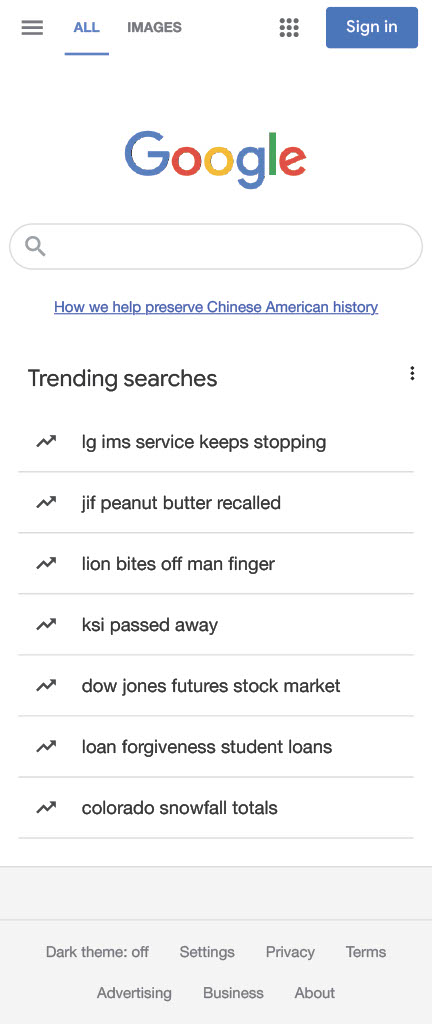 ALL IMAGES Sign in
Google
How we help preserve Chinese American history
Trending searches
lg ims service keeps stopping
jif peanut butter recalled
lion bites off man finger
ksi passed away
dow jones futures stock market
loan forgiveness student loans
colorado snowfall totals
Dark theme: off Settings Privacy Terms
Advertising Business About